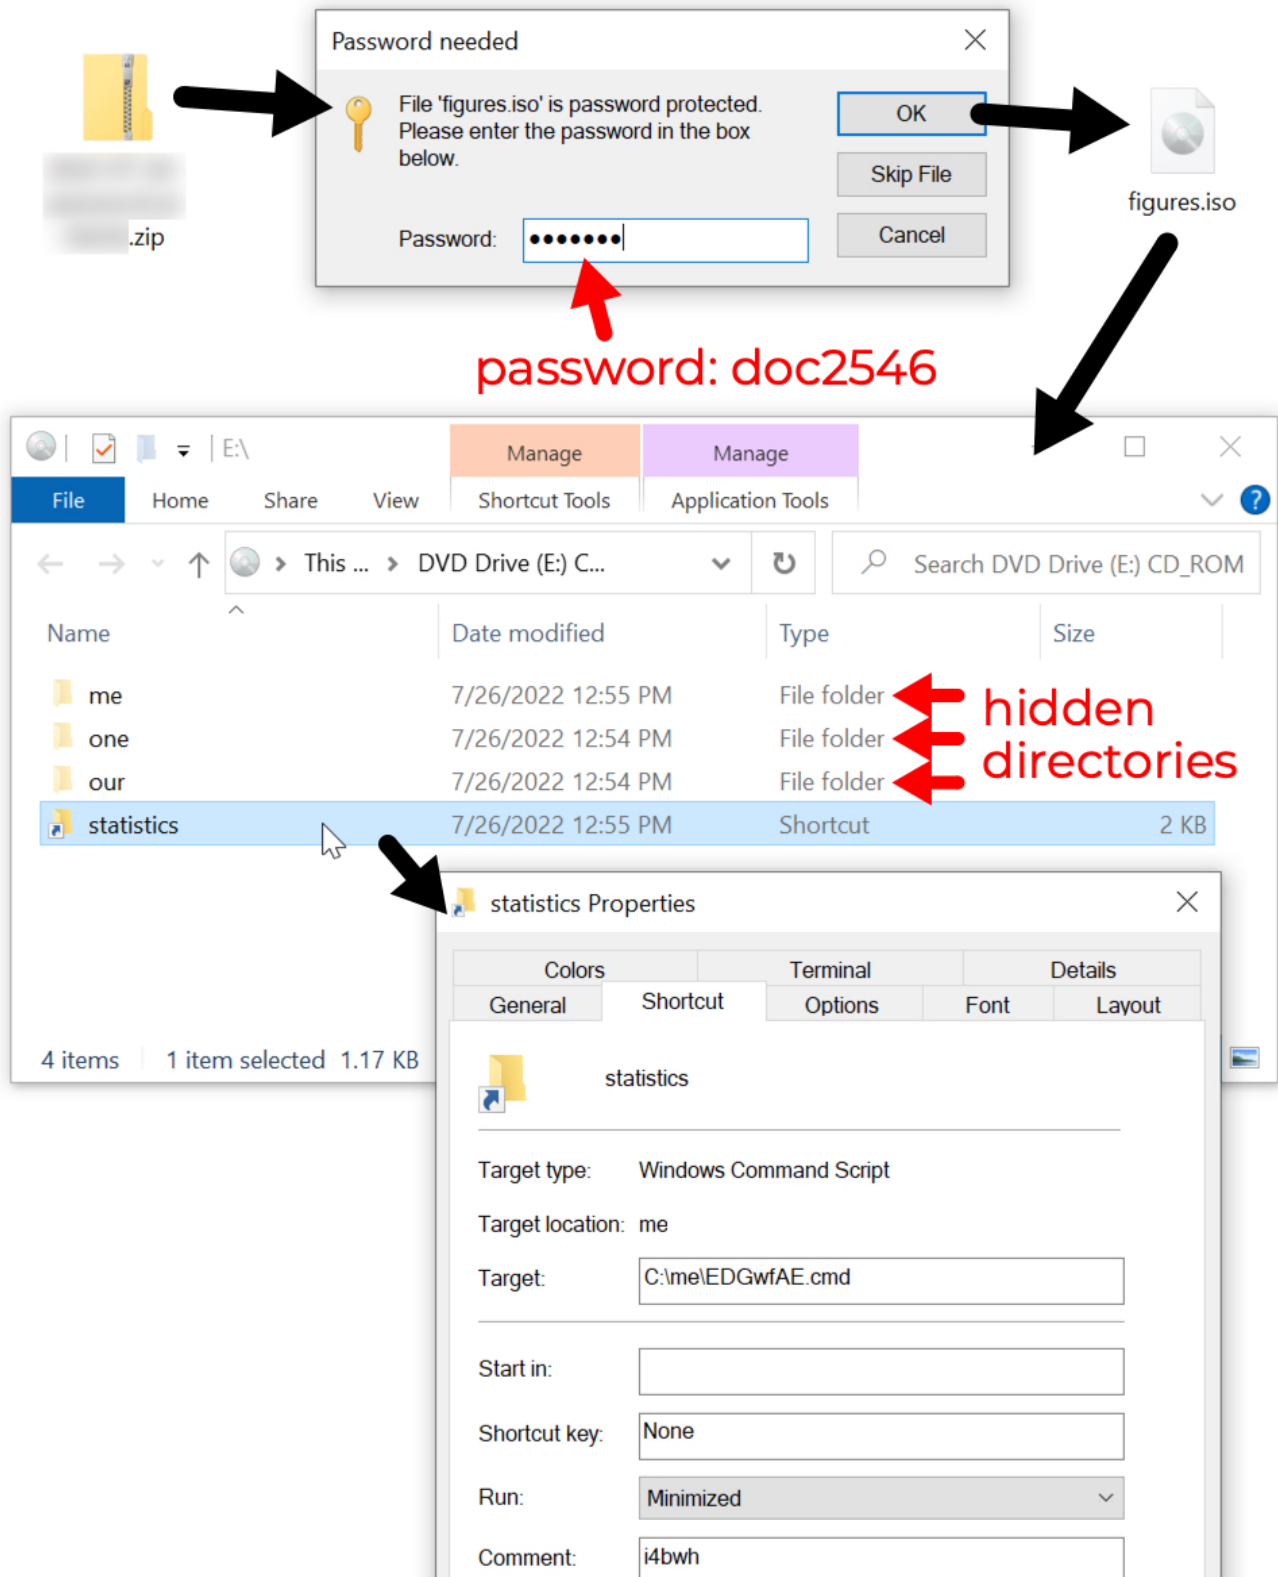 Password needed
File 'figures.iso' is password protected.
Please enter the password in the box
below.
OK
Skip File
Cancel
Password:
.zip
figures.iso
password: doc2546
E:\
Manage
Manage
File
Home
Share
View
Shortcut Tools
Application Tools
This ...
DVD Drive (E:) C...
Search DVD Drive (E:) CD_ROM
Name
Date modified
Type
Size
me 7/26/2022 12:55 PM File folder
one 7/26/2022 12:54 PM File folder
our 7/26/2022 12:54 PM File folder
statistics 7/26/2022 12:55 PM Shortcut 2 KB
hidden
directories
statistics Properties
Colors
Terminal
Details
General
Shortcut
Options
Font
Layout
4 items
1 item selected 1.17 KB
statistics
Target type: Windows Command Script
Target location: me
Target: C:\me\EDGwfAE.cmd
Start in:
Shortcut key: None
Run: Minimized
Comment: i4bwh